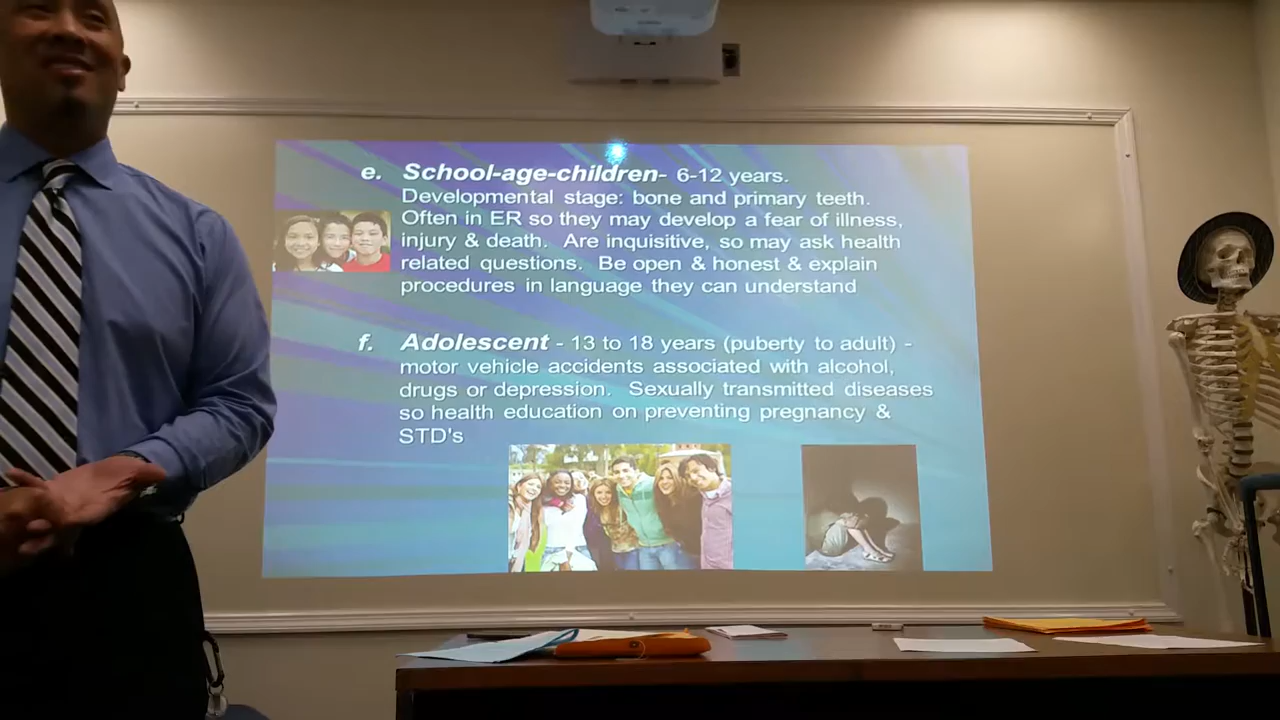 e. School-age-children- 6-12 years.
Developmental stage: bone and primary teeth.
Often in ER so they may develop a fear of illness,
injury & death. Are inquisitive, so may ask health
related questions. Be open & honest & explain
procedures in language they can understand
f. Adolescent - 13 to 18 years (puberty to adult) -
motor vehicle accidents associated with alcohol,
drugs or depression. Sexually transmitted diseases
so health education on preventing pregnancy &
STD's